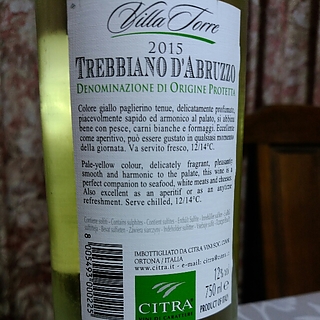 Villa Torre
2015
TREBBIANO D'ABRUZZO
DENOMINAZIONE DI ORIGINE PROTETTA
Colore giallo paglierino tenue, delicatamente profumato,
piacevolmente sapido ed armonico al palato, si abbina
bene con pesce, carni bianche e formaggi. Eccellente
come aperitivo, può essere gustato in qualsiasi momento
della giornata. Va servito fresco, 12/14°C.
Pale-yellow colour, delicately fragrant, pleasantly
smooth and harmonic to the palate, this wine is a
perfect companion to seafood, white meats and cheeses.
Also excellent as an aperitif or as an anytime
refreshment. Serve chilled, 12/14°C.
IMBOTTIGLIATO DA CITRA VINI SOC. COOP.
ORTONA / ITALIA
www.citra.it - e-mail: citra@citra.it
CITRA
12% vol
750 ml e
PRODUCT OF ITALY